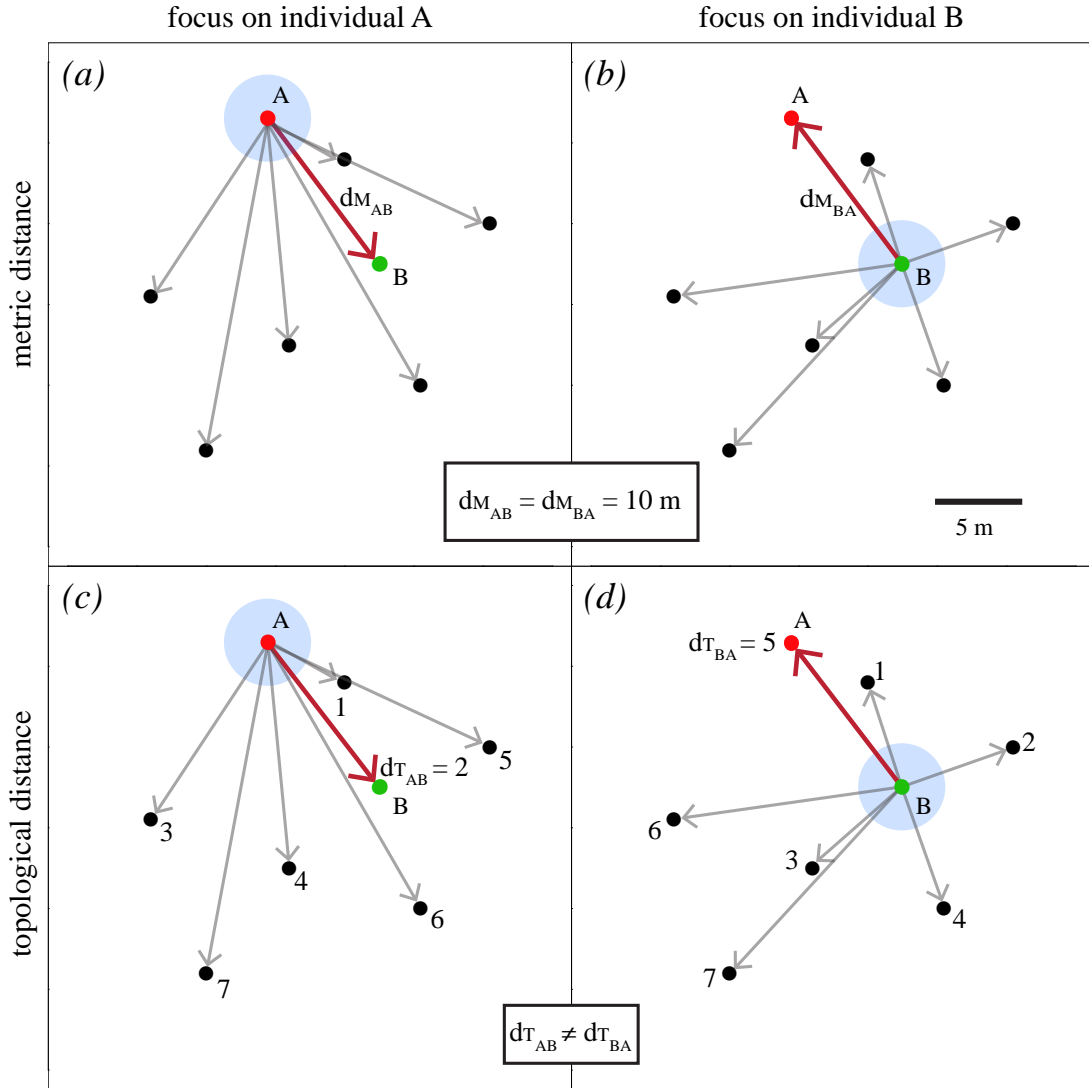 focus on individual A
focus on individual B
metric distance
(a)
A
dM_AB
B
(b)
A
dM_BA
B
dM_AB = dM_BA = 10 m
5 m
topological distance
(c)
A
1
5
dT_AB = 2
B
3
4
6
7
(d)
A
dT_BA = 5
1
2
B
6
3
4
7
dT_AB ≠ dT_BA